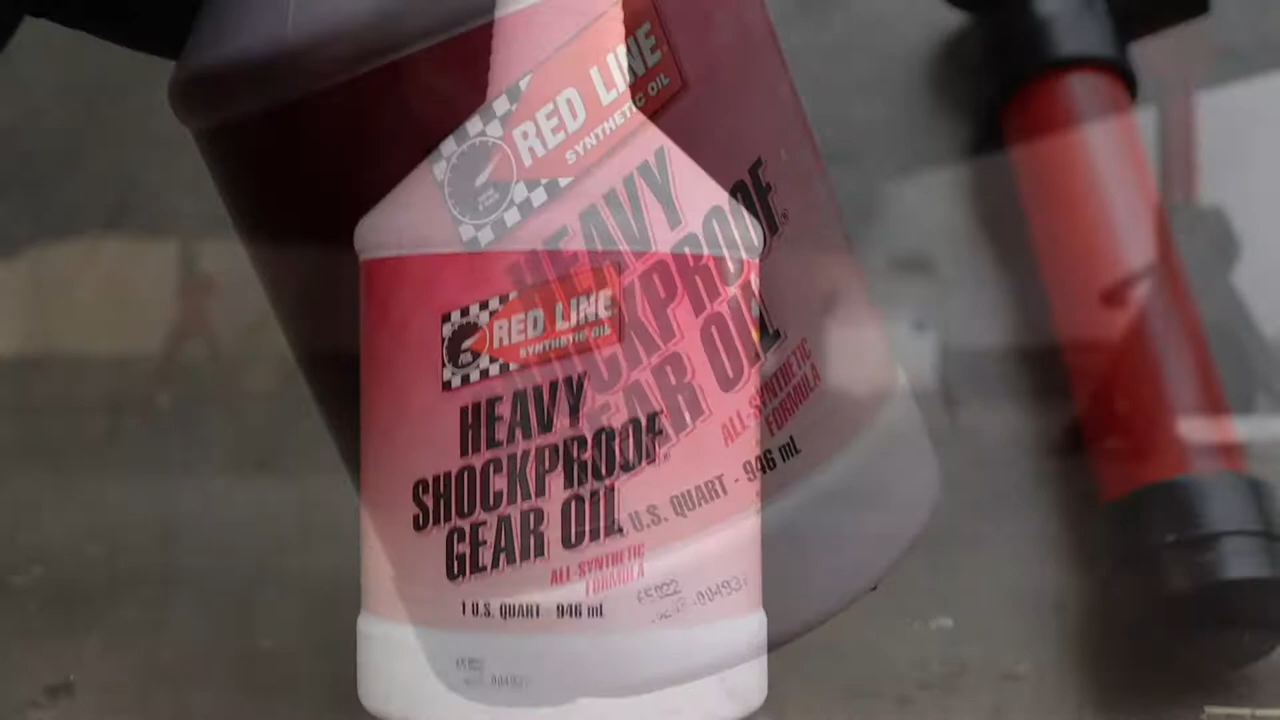 RED LINE
SYNTHETIC OIL
HEAVY
SHOCKPROOF
GEAR OIL
ALL-SYNTHETIC
FORMULA
U.S. QUART - 946 mL
RED LINE
SYNTHETIC OIL
HEAVY
SHOCKPROOF
GEAR OIL
ALL-SYNTHETIC
FORMULA
1 U.S. QUART - 946 mL